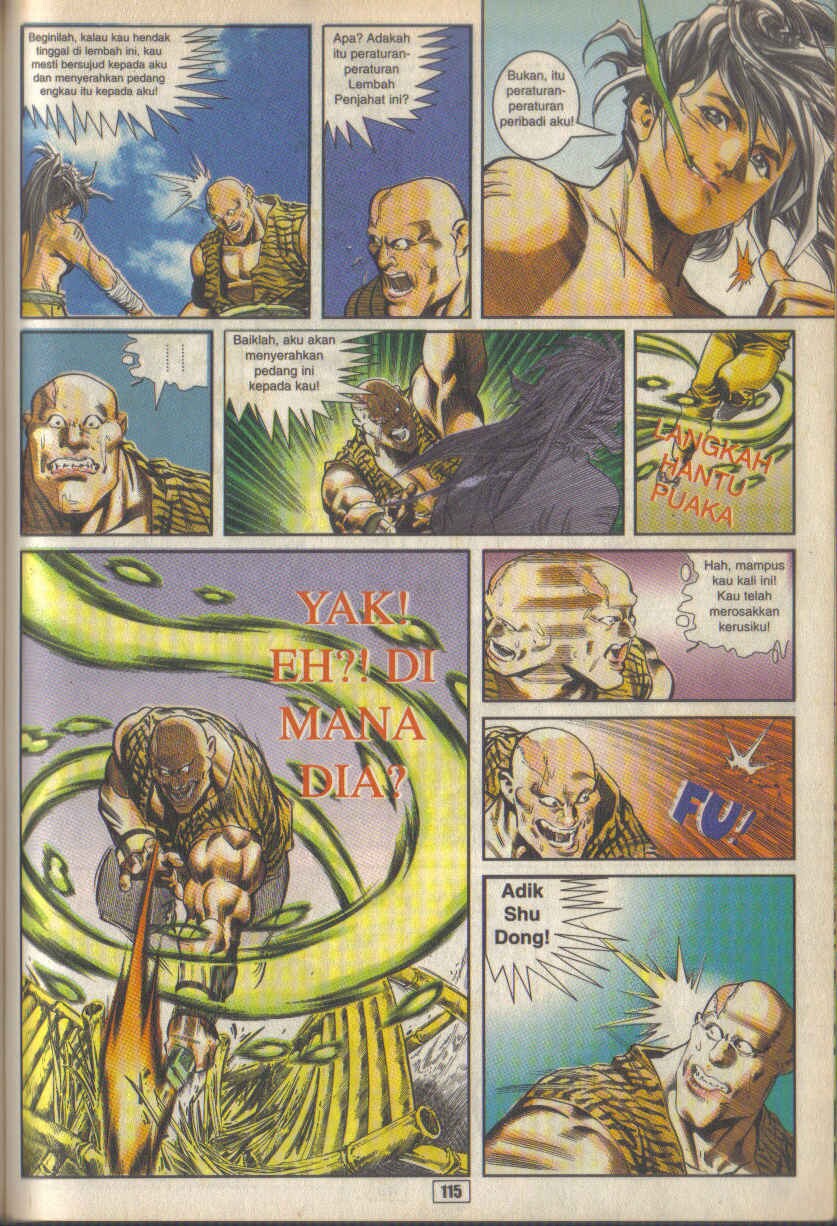 Beginilah, kalau kau hendak
tinggal di lembah ini, kau
mesti bersujud kepada aku
dan menyerahkan pedang
engkau itu kepada aku!
Apa? Adakah
itu peraturan-
peraturan
Lembah
Penjahat ini?
Bukan, itu
peraturan-
peraturan
peribadi aku!
Baiklah, aku akan
menyerahkan
pedang ini
kepada kau!
LANGKAH
HANTU
PUAKA
YAK!
EH?! DI
MANA
DIA?
Hah, mampus
kau kali ini!
Kau telah
merosakkan
kerusiku!
FU!
Adik
Shu
Dong!
115